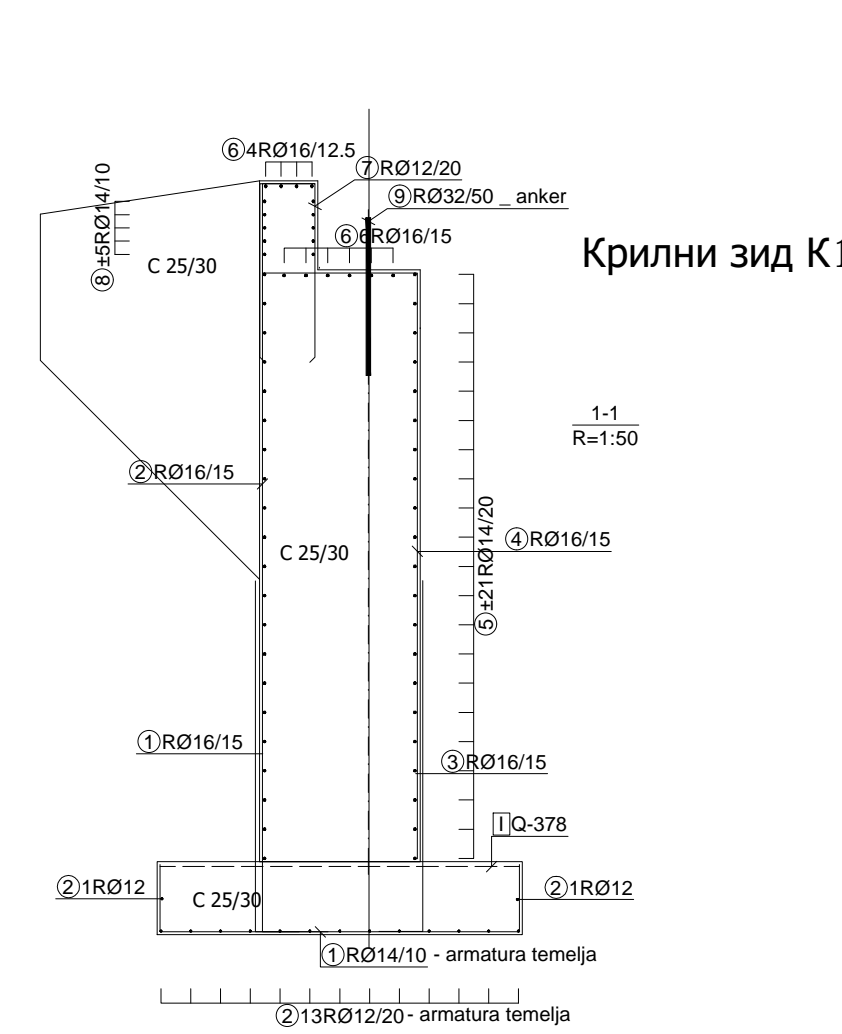 ⑥4RØ16/12.5
⑦RØ12/20
⑨RØ32/50 _ anker
⑧±5RØ14/10
⑥6RØ16/15
C 25/30
Крилни зид К1
1-1
R=1:50
②RØ16/15
⑤±21RØ14/20
④RØ16/15
C 25/30
①RØ16/15
③RØ16/15
I Q-378
②1RØ12
C 25/30
②1RØ12
①RØ14/10 - armatura temelja
②13RØ12/20 - armatura temelja